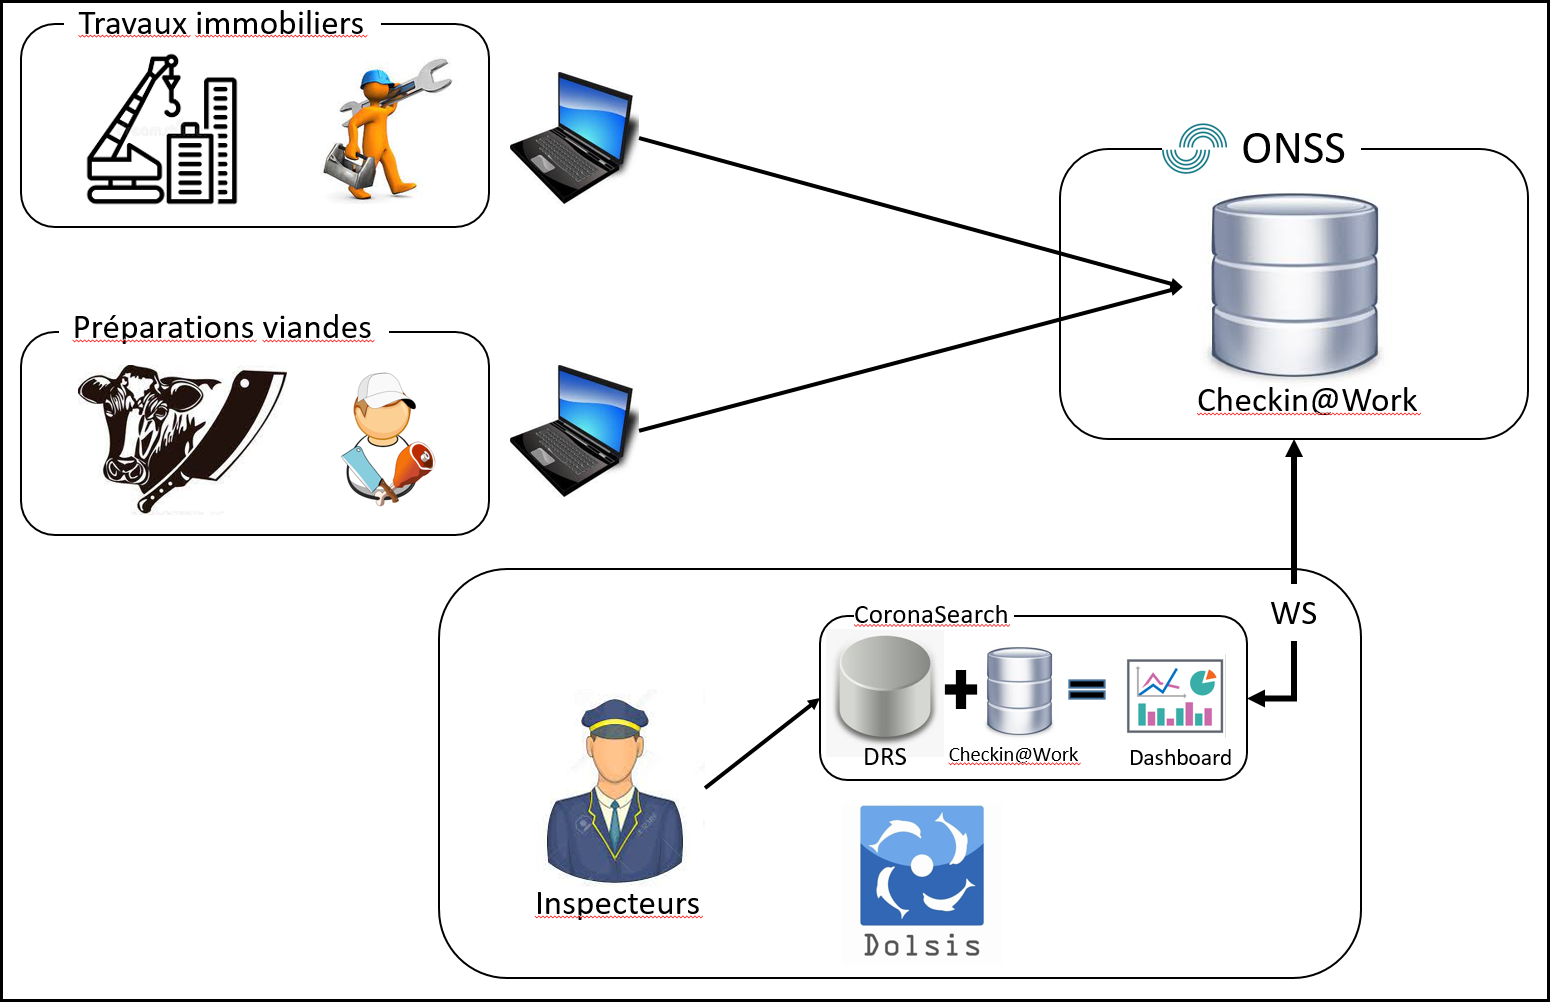 Travaux immobiliers
ONSS
Préparations viandes
Checkin@Work
WS
CoronaSearch
DRS
Checkin@Work
Dashboard
Inspecteurs
Dolsis